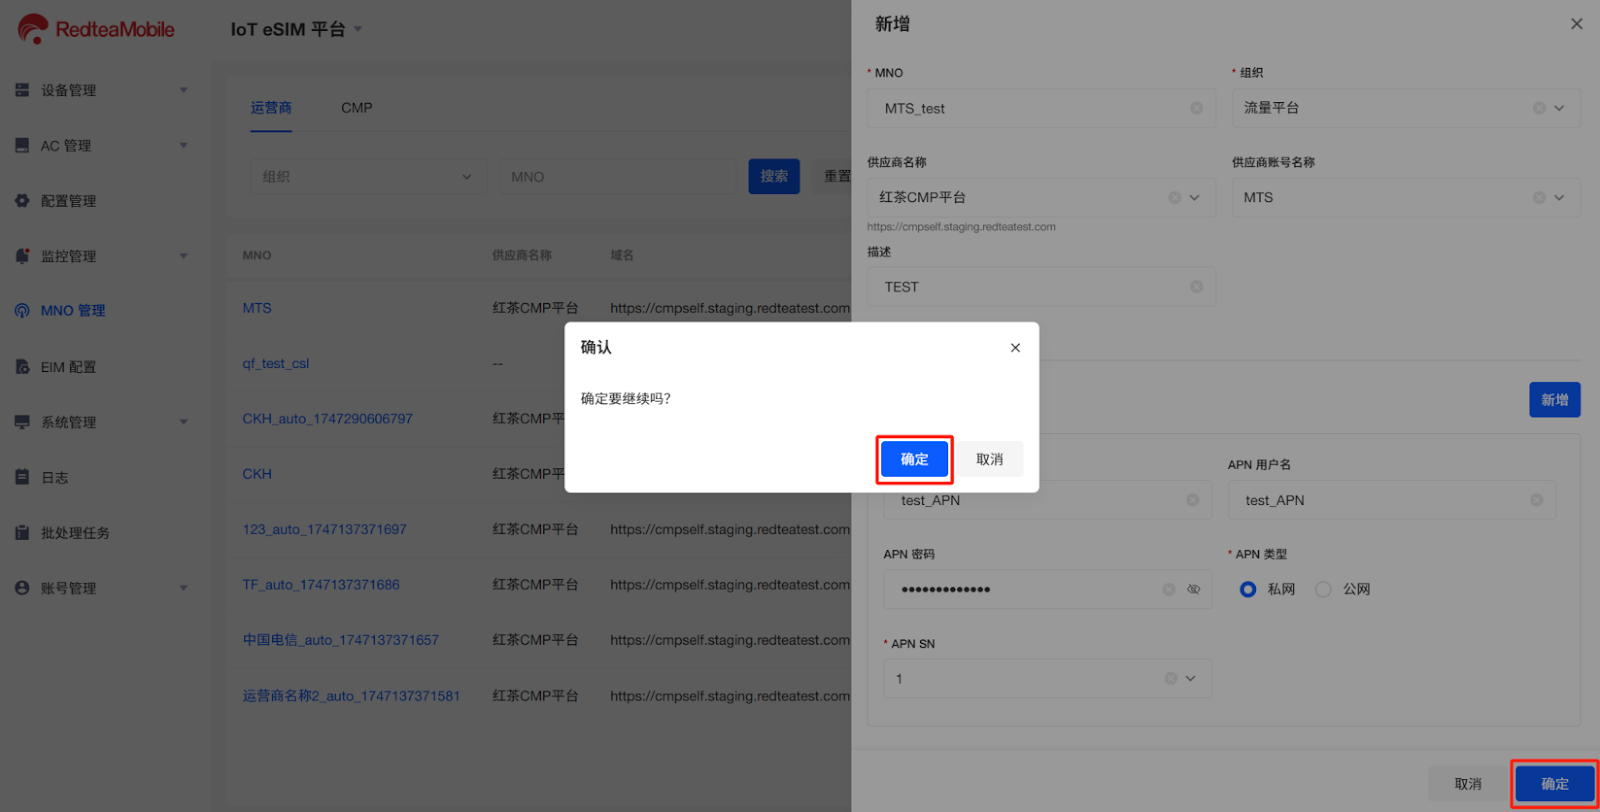 RedteaMobile
IoT eSIM 平台
设备管理
AC 管理
配置管理
监控管理
MNO 管理
EIM 配置
系统管理
日志
批处理任务
账号管理
运营商 CMP
组织 MNO 搜索 重置
MNO 供应商名称 域名
MTS 红茶CMP平台 https://cmpself.staging.redteatest.com
qf_test_csl --
CKH_auto_1747290606797 红茶CMP平
CKH 红茶CMP平
123_auto_1747137371697 红茶CMP平台 https://cmpself.staging.redteatest.com
TF_auto_1747137371686 红茶CMP平台 https://cmpself.staging.redteatest.com
中国电信_auto_1747137371657 红茶CMP平台 https://cmpself.staging.redteatest.com
运营商名称2_auto_1747137371581 红茶CMP平台 https://cmpself.staging.redteatest.com
新增
* MNO * 组织
MTS_test 流量平台
供应商名称 供应商账号名称
红茶CMP平台 MTS
https://cmpself.staging.redteatest.com
描述
TEST
新增
APN 用户名
test_APN test_APN
APN 密码 * APN 类型
••••••••••••• 私网 公网
* APN SN
1
取消 确定
确认
确定要继续吗?
确定 取消